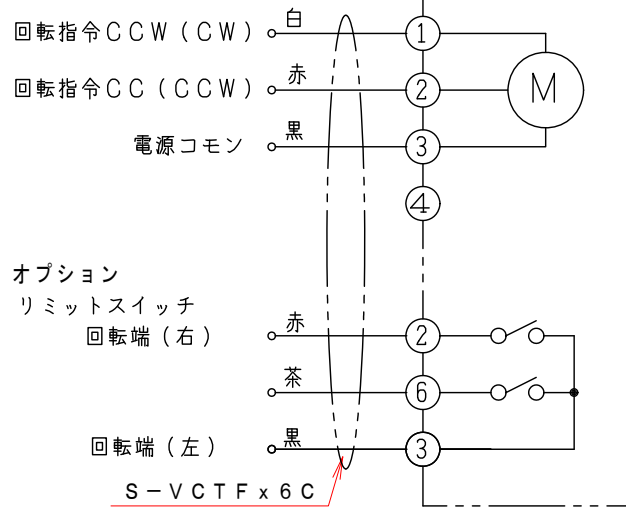 白
回転指令CCW(CW) 1
赤
回転指令CC(CCW) 2 M
黒
電源コモン 3
4
オプション
リミットスイッチ
赤
回転端(右) 2
茶
6
黒
回転端(左) 3
S-VCTFx6C